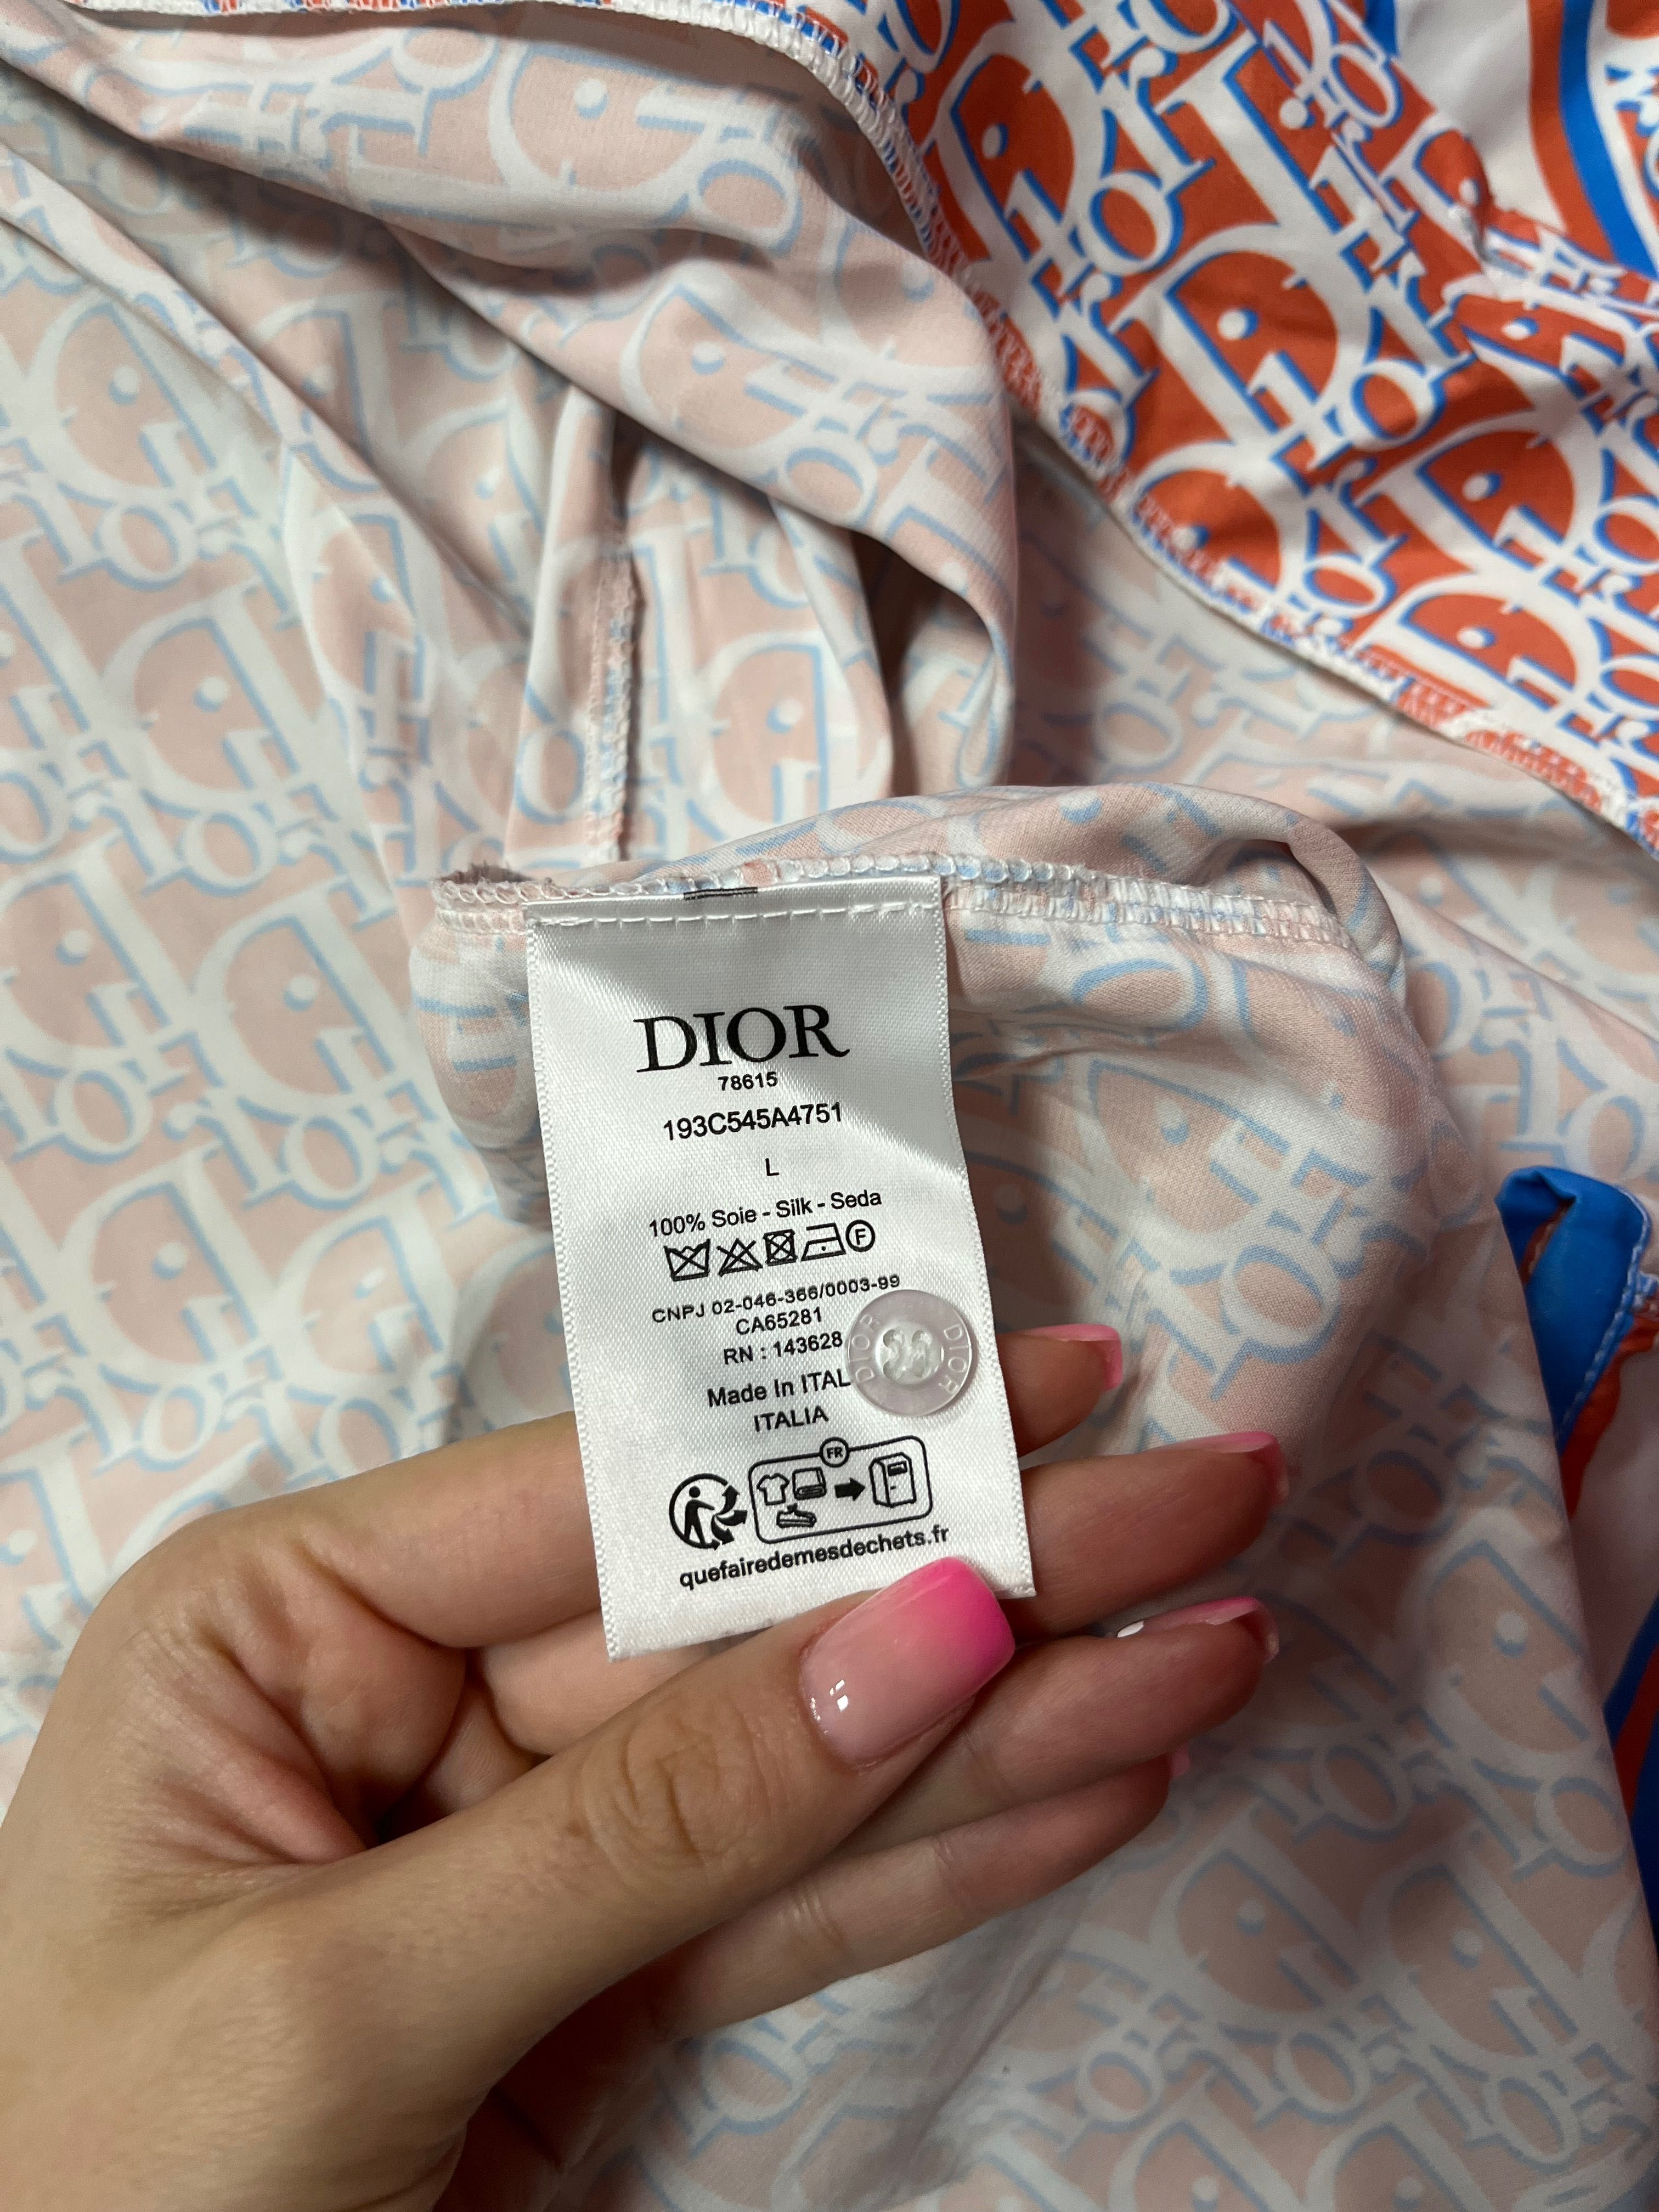 DIOR
78615
193C545A4751
L
100% Soie - Silk - Seda
F
CNPJ 02-046-366/0003-99
CA65281
RN : 143628
Made In ITAL
ITALIA
FR
quefairedemesdechets.fr
DIOR DIOR